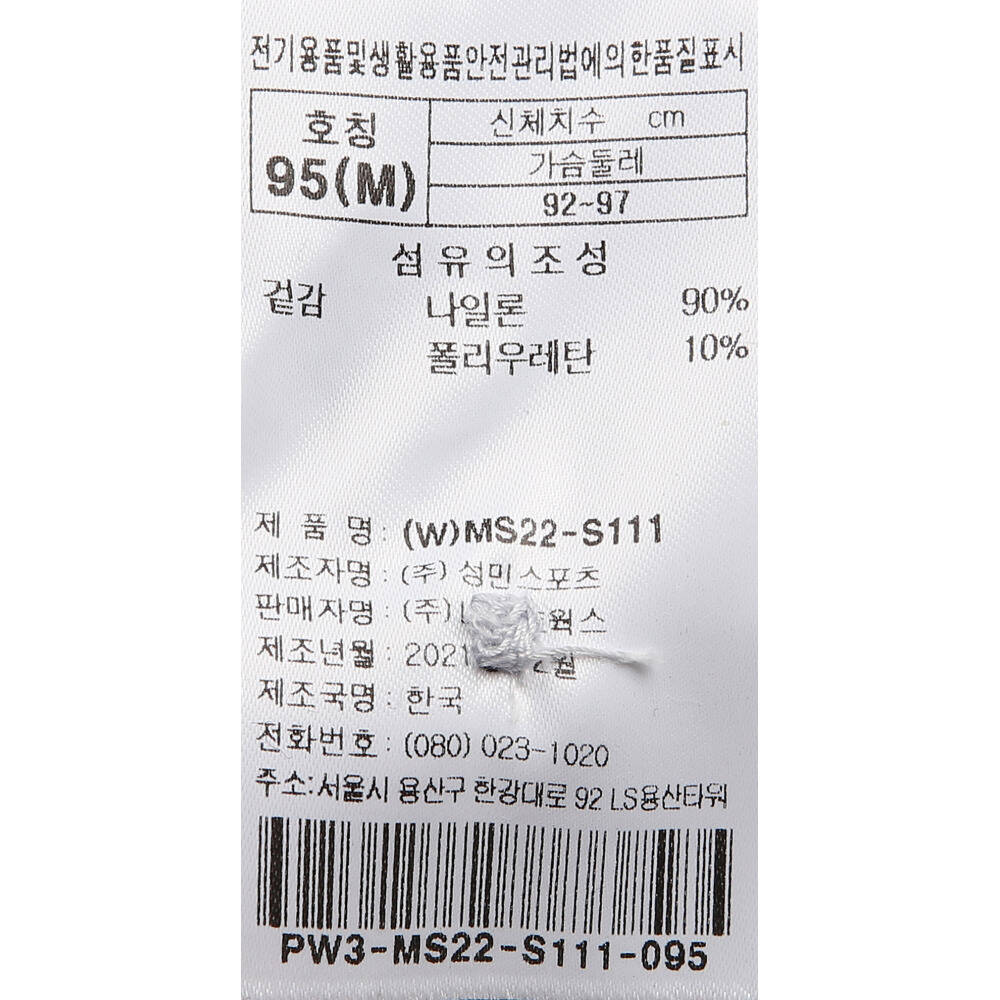 전기용품및생활용품안전관리법에의한품질표시
호칭
95(M)
신체치수 cm
가슴둘레
92~97
섬유의조성
겉감 나일론 90%
폴리우레탄 10%
제 품 명 : (W)MS22-S111
제조자명 : (주) 성민스포츠
판매자명 : (주)
제조년월 : 2021
제조국명 : 한국
전화번호 : (080) 023-1020
주소:서울시 용산구 한강대로 92 LS용산타워
PW3-MS22-S111-095